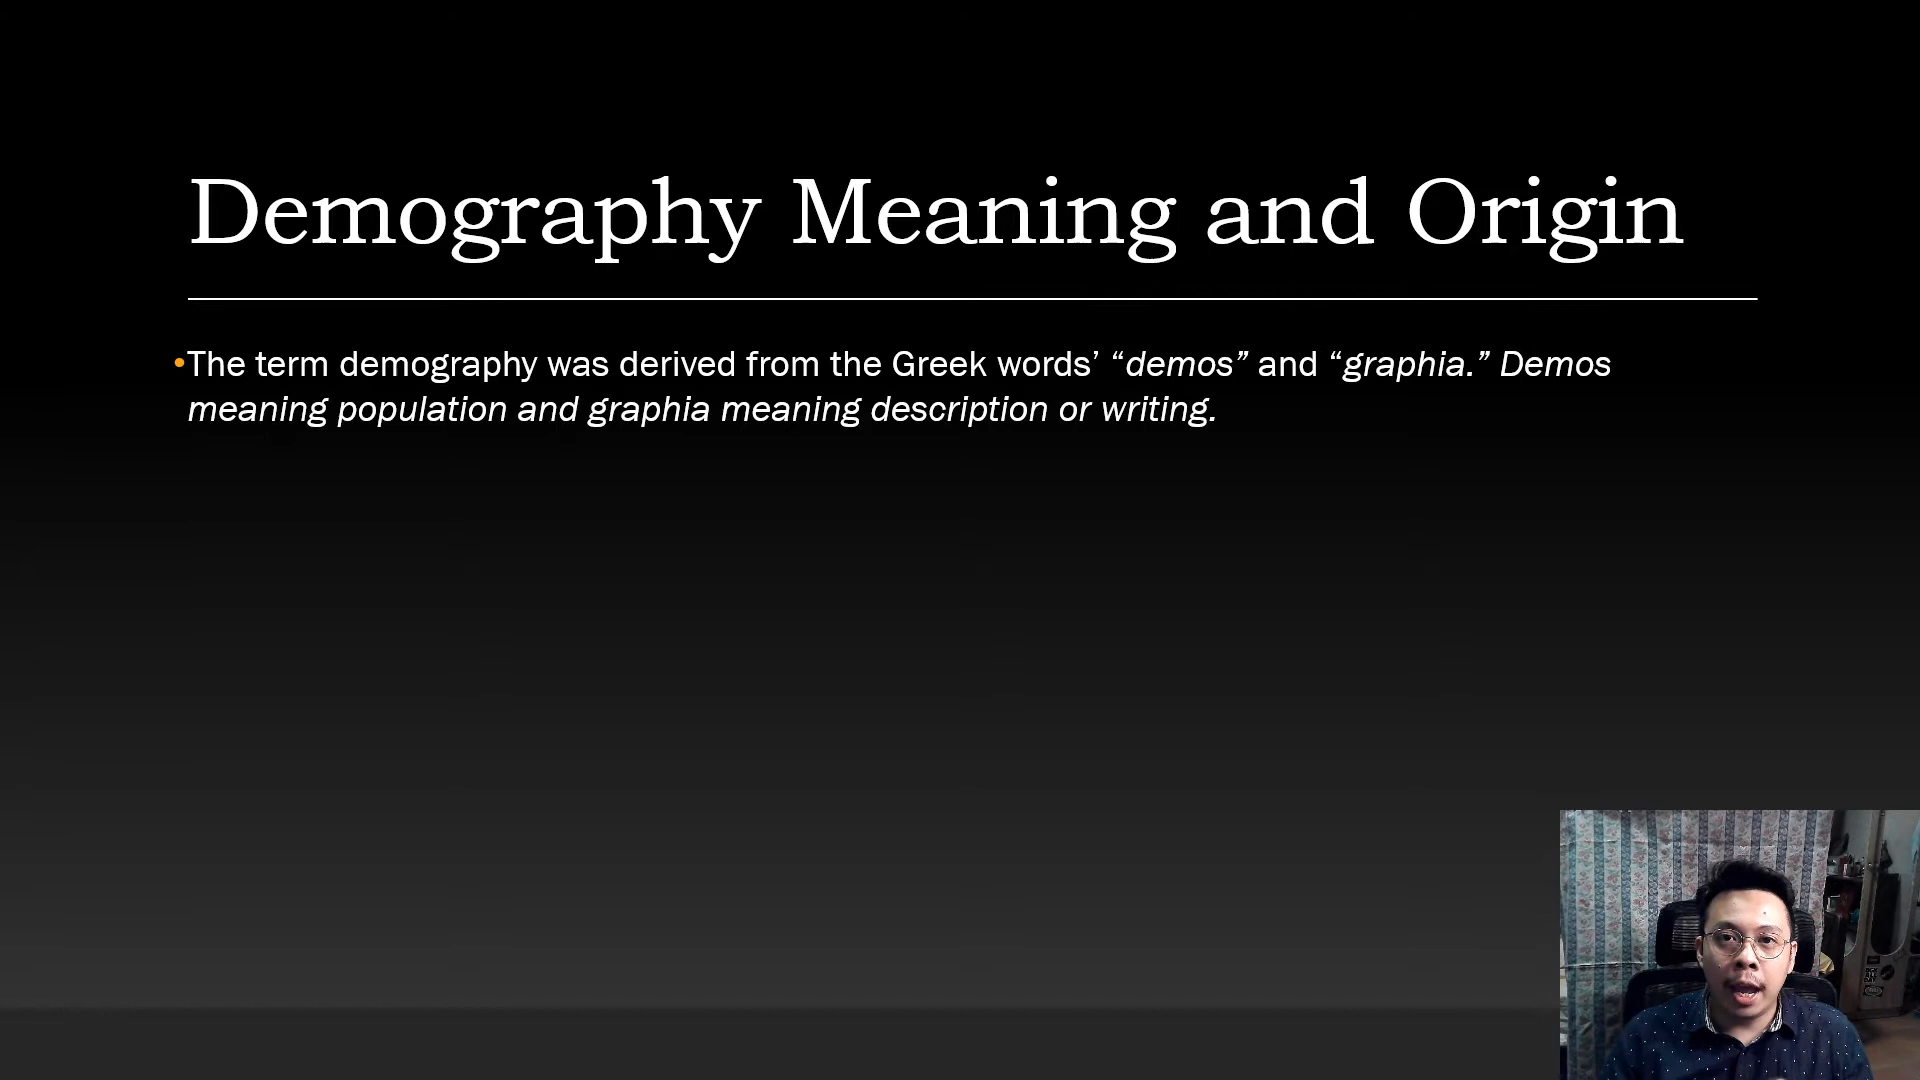 Demography Meaning and Origin
•The term demography was derived from the Greek words’ “demos” and “graphia.” Demos
meaning population and graphia meaning description or writing.